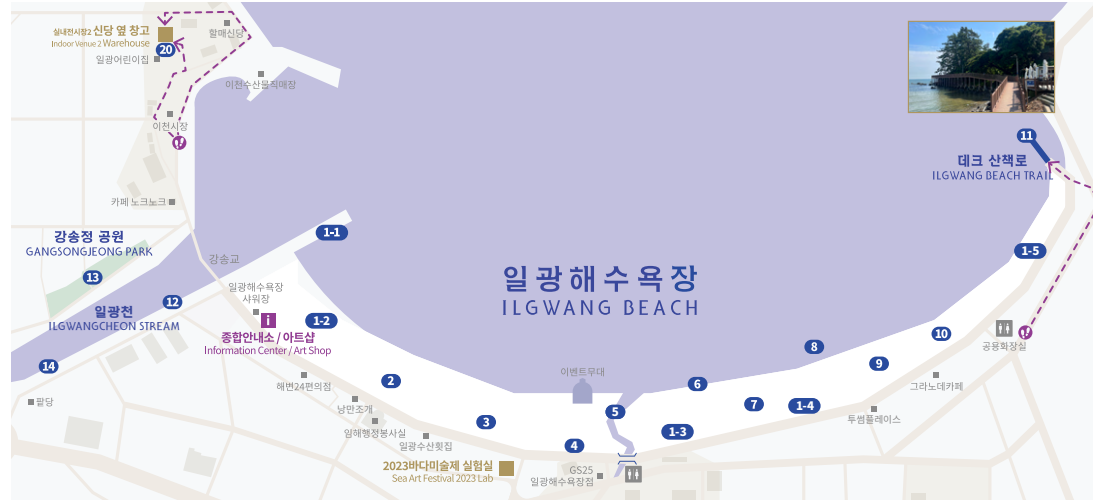 실내전시장2 신당 옆 창고
Indoor Venue 2 Warehouse
20
일광어린이집
할매신당
이천수산물직매장
이천시장
카페 노크노크
강송정 공원
GANGSONGJEONG PARK
13
강송교
1-1
일광해수욕장
샤워장
12
일광천
ILGWANGCHEON STREAM
14
팥당
i
종합안내소 / 아트샵
Information Center / Art Shop
1-2
해변24편의점
2
낭만조개
임해행정봉사실
일광수산횟집
3
2023바다미술제 실험실
Sea Art Festival 2023 Lab
4
일광해수욕장
ILGWANG BEACH
이벤트무대
5
GS25
일광해수욕장점
6
1-3
7
1-4
8
9
투썸플레이스
10
그라노데카페
공용화장실
1-5
11
데크 산책로
ILGWANG BEACH TRAIL